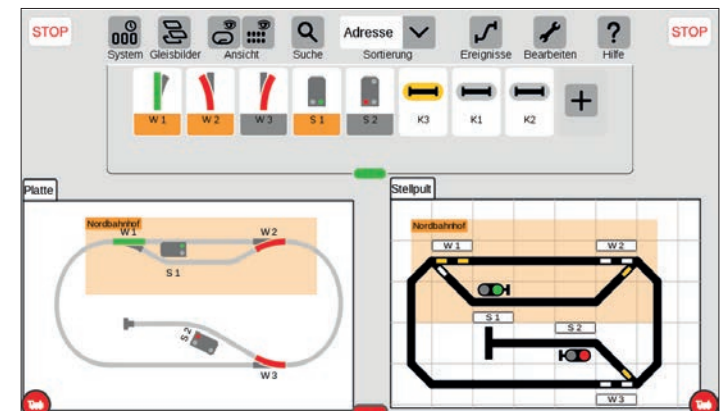 STOP
000
System
Gleisbilder
Ansicht
Suche
Adresse
Sortierung
Ereignisse
Bearbeiten
?
Hilfe
STOP
W 1
W 2
W 3
S 1
S 2
K3
K1
K2
+
Platte
Nordbahnhof
W 1
W 2
S 1
S 2
W 3
Stellpult
Nordbahnhof
W 1
W 2
S 1
S 2
W 3